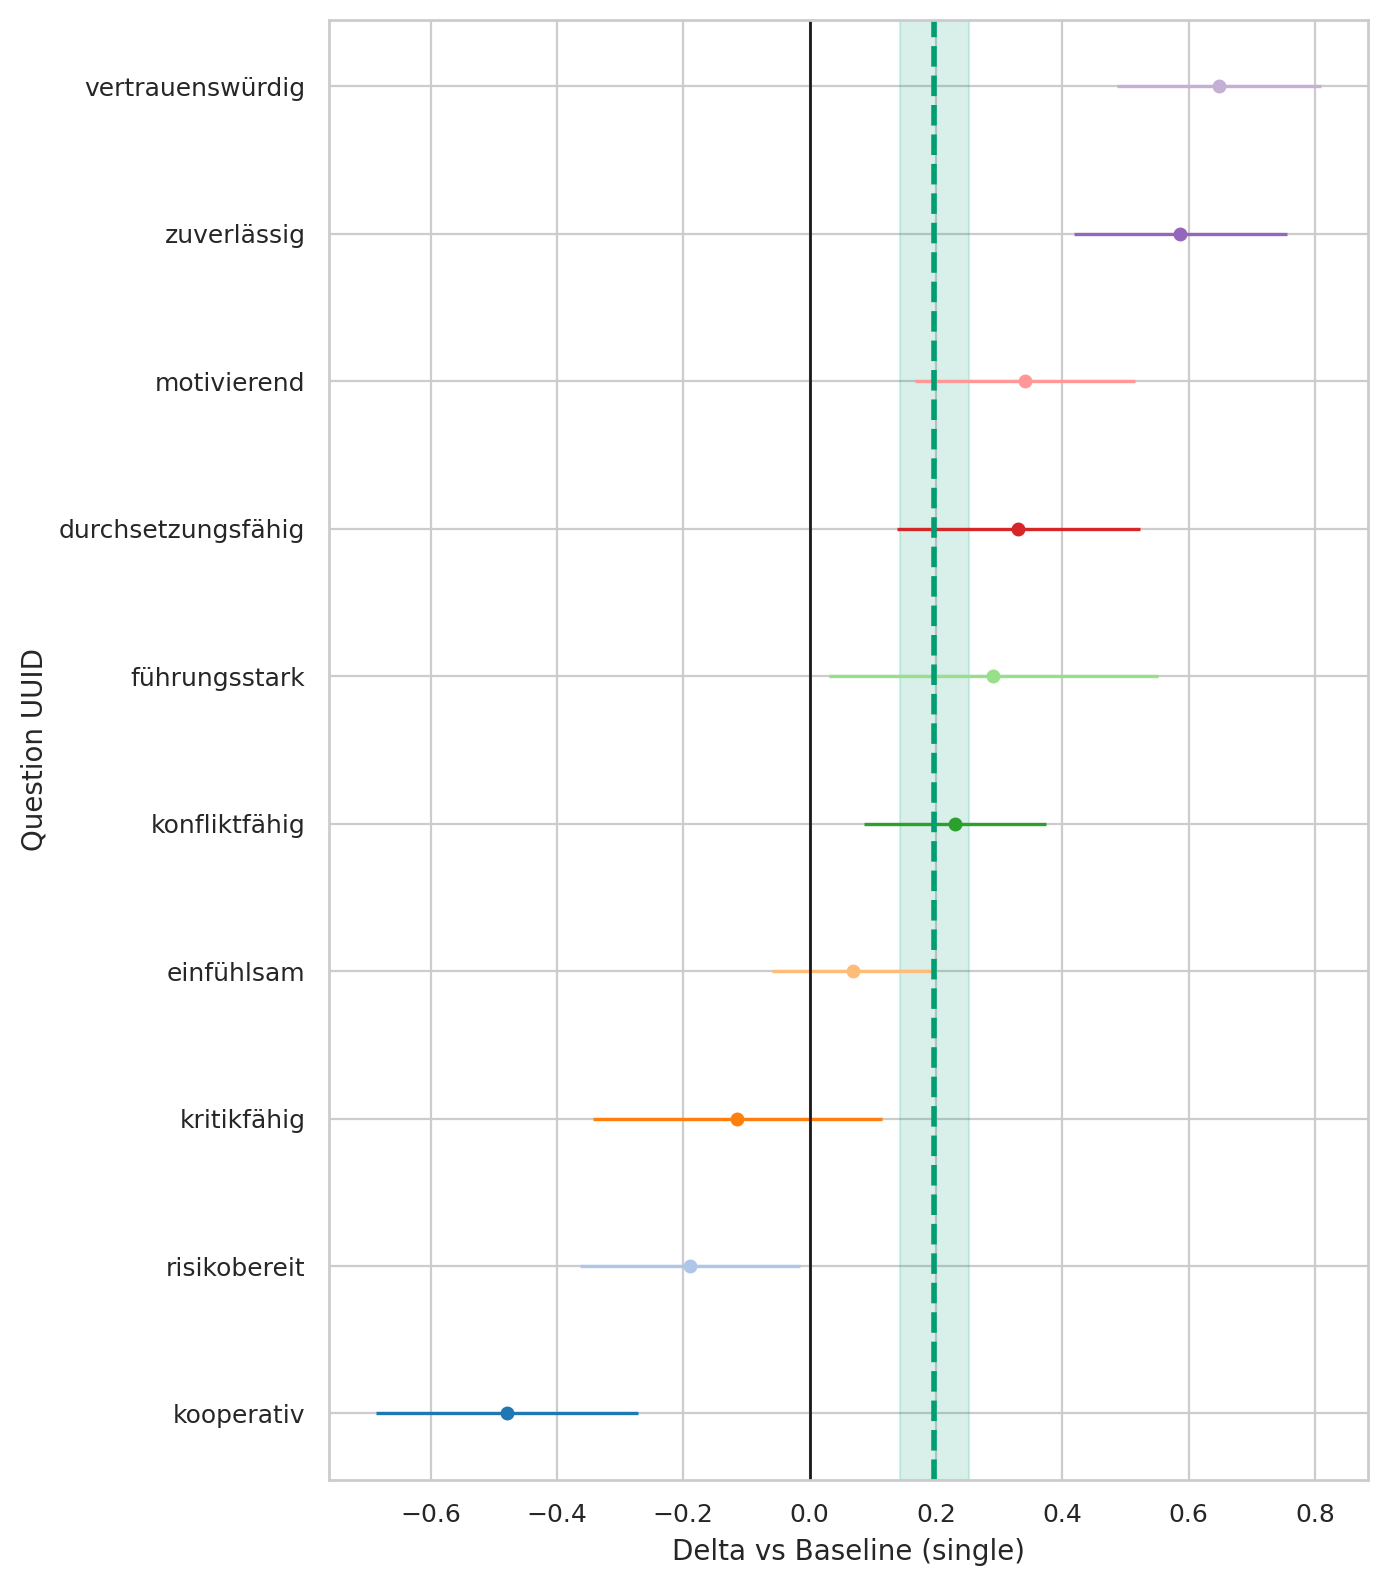 vertrauenswürdig
zuverlässig
motivierend
durchsetzungsfähig
führungsstark
konfliktfähig
einfühlsam
kritikfähig
risikobereit
kooperativ
Question UUID
−0.6 −0.4 −0.2 0.0 0.2 0.4 0.6 0.8
Delta vs Baseline (single)